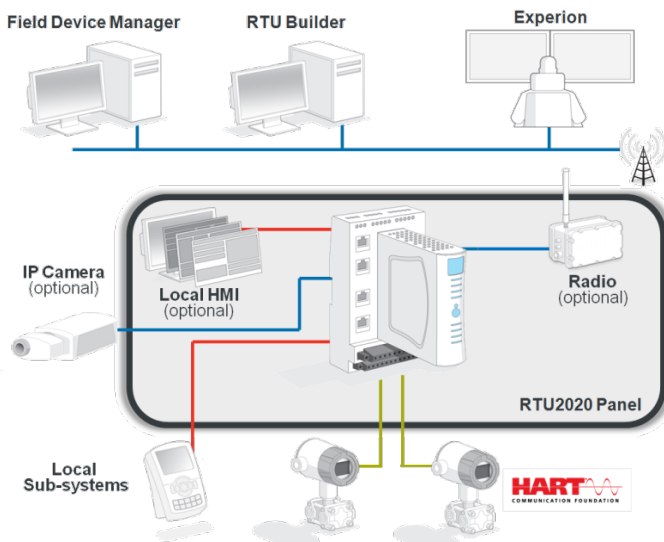 Field Device Manager
RTU Builder
Experion
IP Camera
(optional)
Local HMI
(optional)
Radio
(optional)
RTU2020 Panel
Local
Sub-systems
HART
COMMUNICATION FOUNDATION